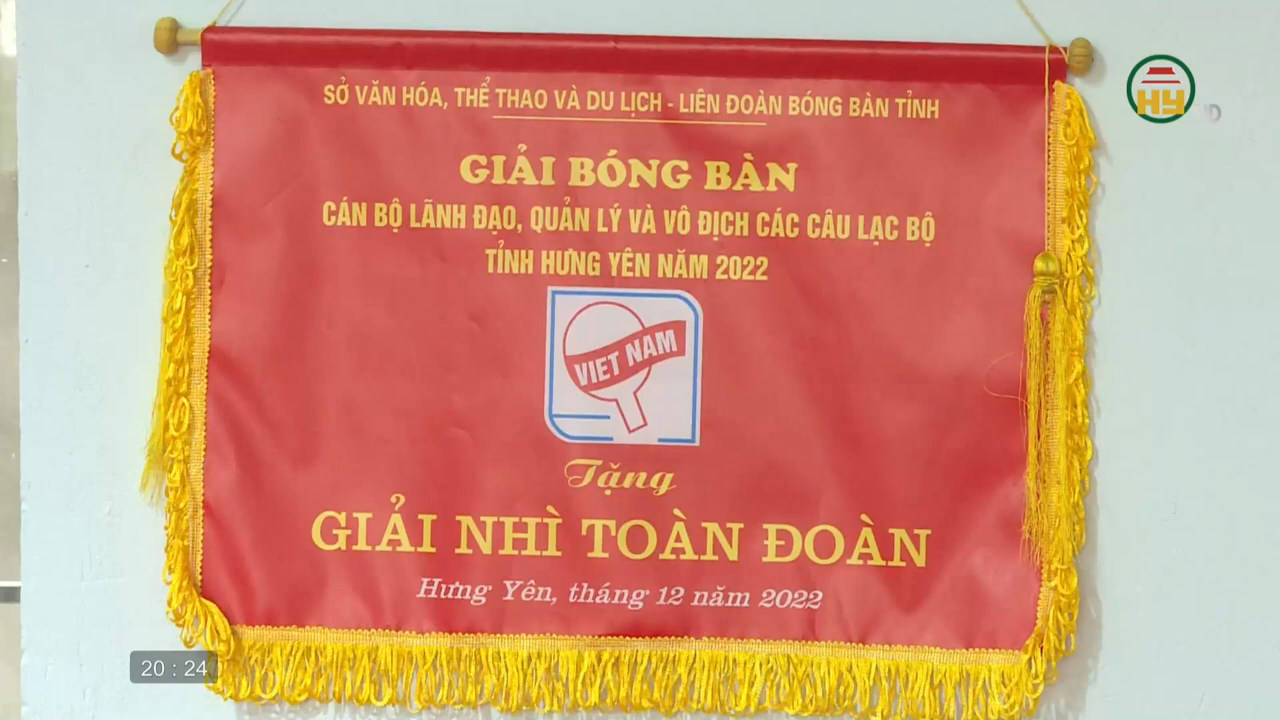 SỞ VĂN HÓA, THỂ THAO VÀ DU LỊCH - LIÊN ĐOÀN BÓNG BÀN TỈNH
HY
GIẢI BÓNG BÀN
CÁN BỘ LÃNH ĐẠO, QUẢN LÝ VÀ VÔ ĐỊCH CÁC CÂU LẠC BỘ
TỈNH HƯNG YÊN NĂM 2022
VIET NAM
Tặng
GIẢI NHÌ TOÀN ĐOÀN
Hưng Yên, tháng 12 năm 2022
20 : 24